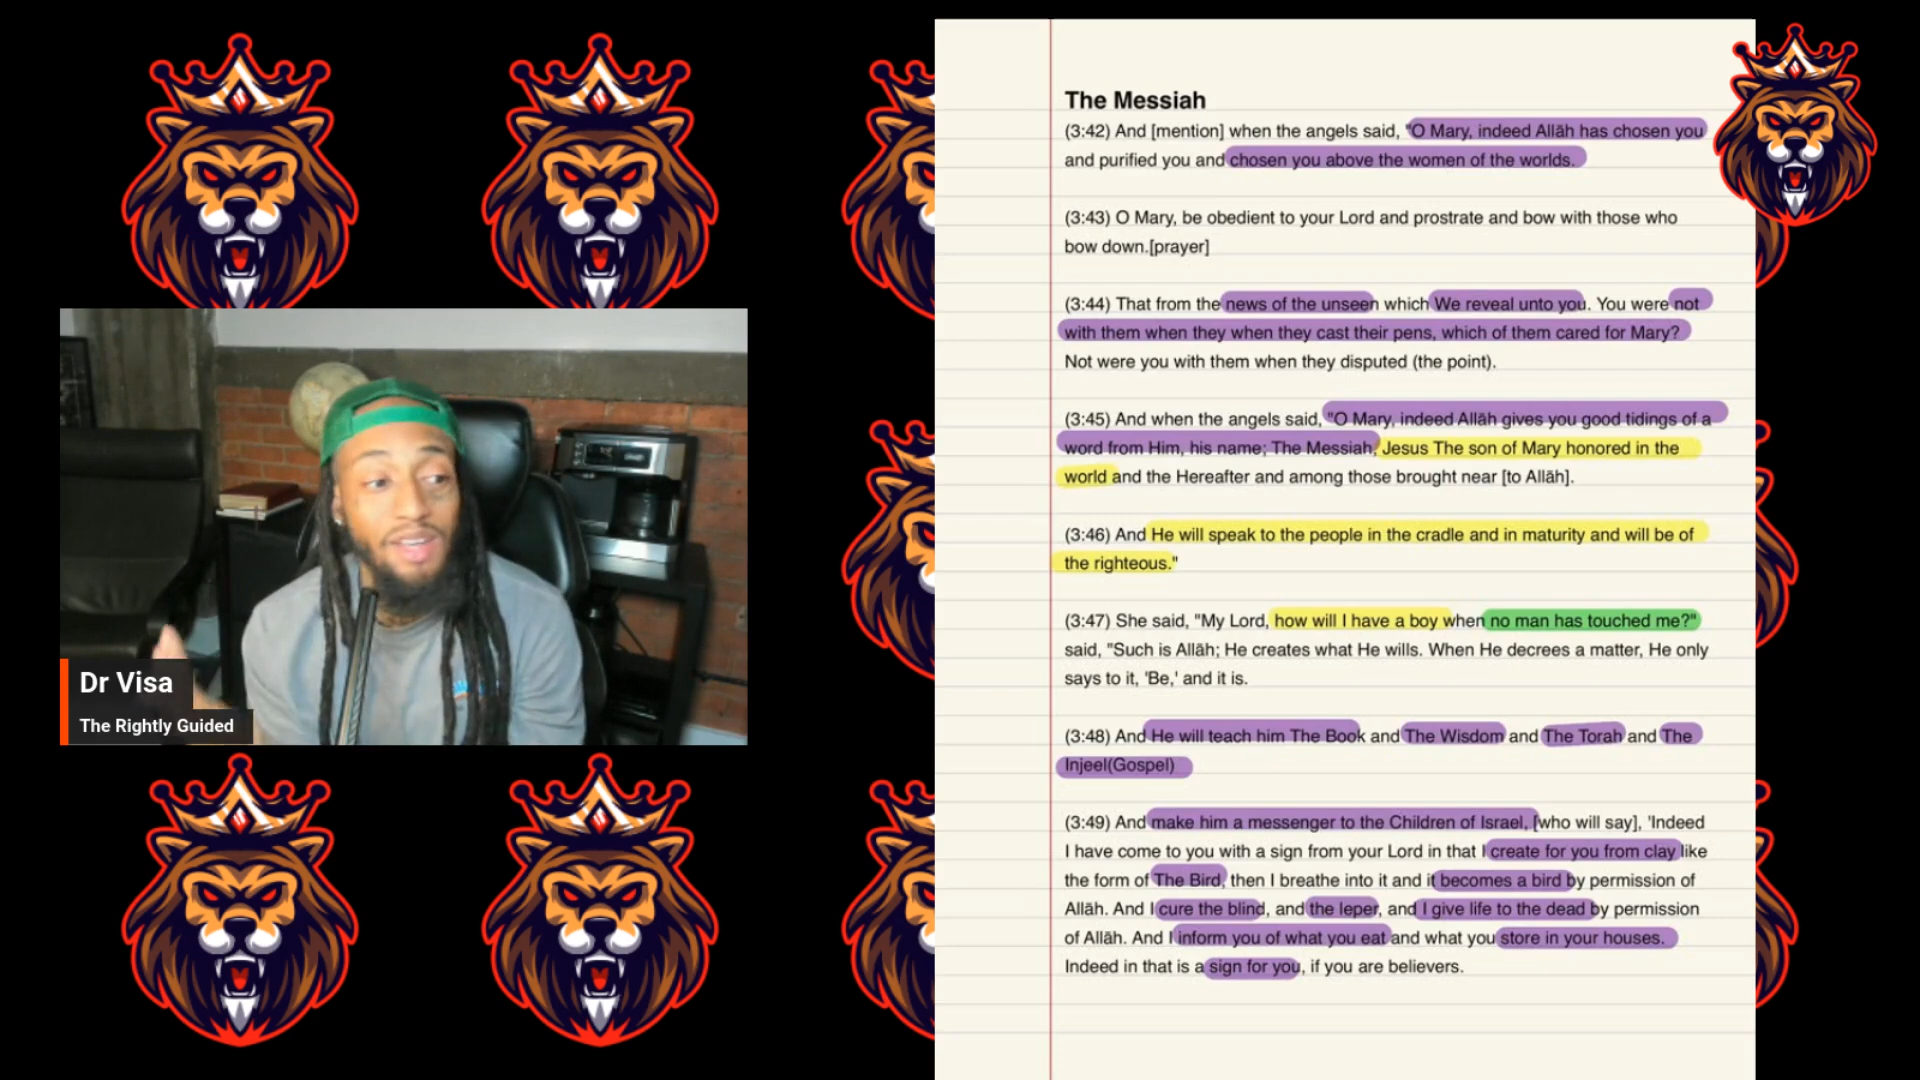 The Messiah
(3:42) And [mention] when the angels said, "O Mary, indeed Allāh has chosen you
and purified you and chosen you above the women of the worlds.
(3:43) O Mary, be obedient to your Lord and prostrate and bow with those who
bow down.[prayer]
(3:44) That from the news of the unseen which We reveal unto you. You were not
with them when they when they cast their pens, which of them cared for Mary?
Not were you with them when they disputed (the point).
(3:45) And when the angels said, "O Mary, indeed Allāh gives you good tidings of a
word from Him, his name; The Messiah, Jesus The son of Mary honored in the
world and the Hereafter and among those brought near [to Allāh].
(3:46) And He will speak to the people in the cradle and in maturity and will be of
the righteous."
(3:47) She said, "My Lord, how will I have a boy when no man has touched me?"
said, "Such is Allāh; He creates what He wills. When He decrees a matter, He only
says to it, 'Be,' and it is.
(3:48) And He will teach him The Book and The Wisdom and The Torah and The
Injeel(Gospel)
(3:49) And make him a messenger to the Children of Israel, [who will say], 'Indeed
I have come to you with a sign from your Lord in that I create for you from clay like
the form of The Bird, then I breathe into it and it becomes a bird by permission of
Allāh. And I cure the blind, and the leper, and I give life to the dead by permission
of Allāh. And I inform you of what you eat and what you store in your houses.
Indeed in that is a sign for you, if you are believers.
Dr Visa
The Rightly Guided